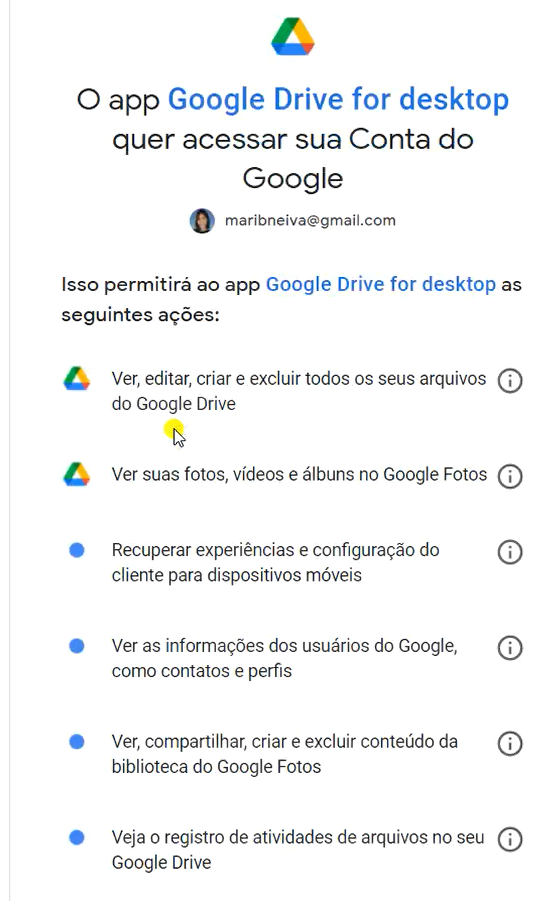 O app Google Drive for desktop
quer acessar sua Conta do
Google
maribneiva@gmail.com
Isso permitirá ao app Google Drive for desktop as
seguintes ações:
Ver, editar, criar e excluir todos os seus arquivos
do Google Drive
Ver suas fotos, vídeos e álbuns no Google Fotos
Recuperar experiências e configuração do
cliente para dispositivos móveis
Ver as informações dos usuários do Google,
como contatos e perfis
Ver, compartilhar, criar e excluir conteúdo da
biblioteca do Google Fotos
Veja o registro de atividades de arquivos no seu
Google Drive